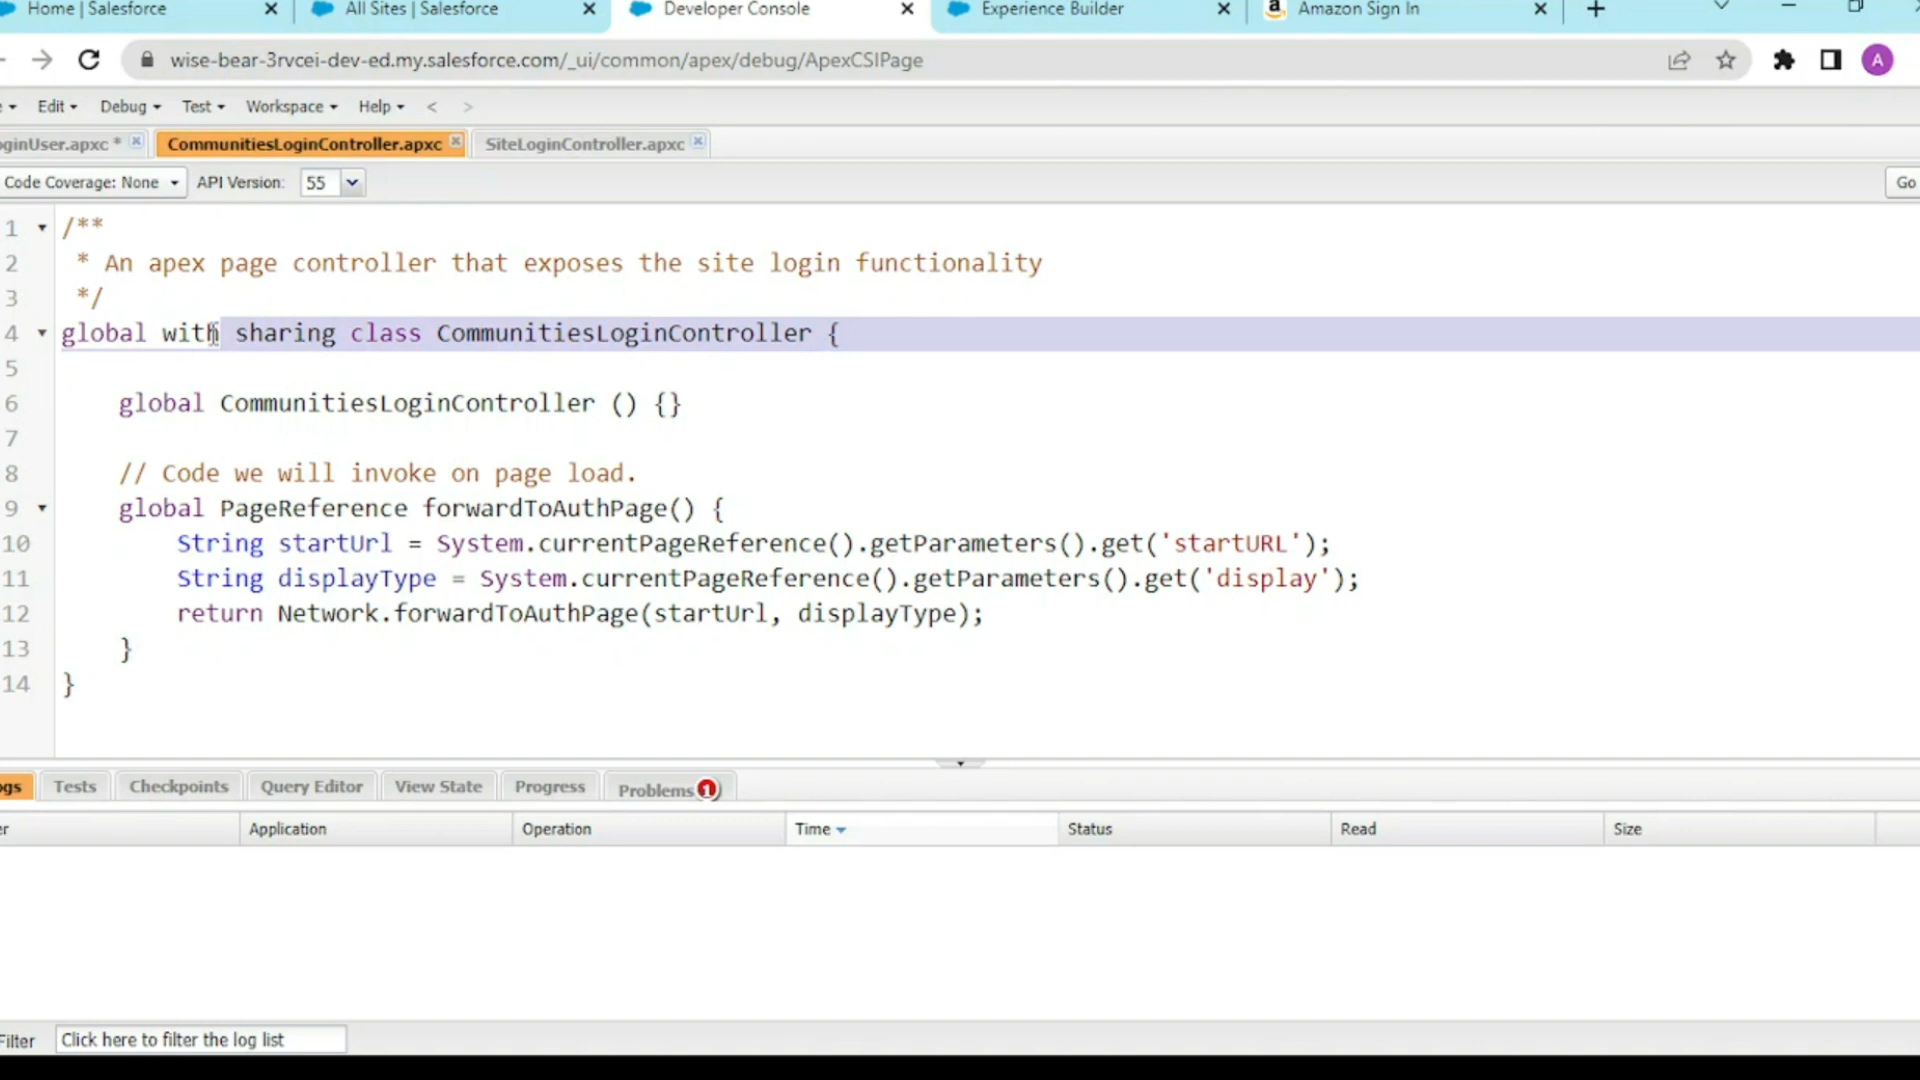 Home | Salesforce
All Sites | Salesforce
Developer Console
Experience Builder
Amazon Sign In
wise-bear-3rvcei-dev-ed.my.salesforce.com/_ui/common/apex/debug/ApexCSIPage
A
Edit Debug Test Workspace Help < >
oginUser.apxc *
CommunitiesLoginController.apxc
SiteLoginController.apxc
Code Coverage: None API Version: 55 Go
1 /**
2 * An apex page controller that exposes the site login functionality
3 */
4 global with sharing class CommunitiesLoginController {
5
6 global CommunitiesLoginController () {}
7
8 // Code we will invoke on page load.
9 global PageReference forwardToAuthPage() {
10 String startUrl = System.currentPageReference().getParameters().get('startURL');
11 String displayType = System.currentPageReference().getParameters().get('display');
12 return Network.forwardToAuthPage(startUrl, displayType);
13 }
14 }
ogs Tests Checkpoints Query Editor View State Progress Problems 1
er Application Operation Time Status Read Size
Filter Click here to filter the log list